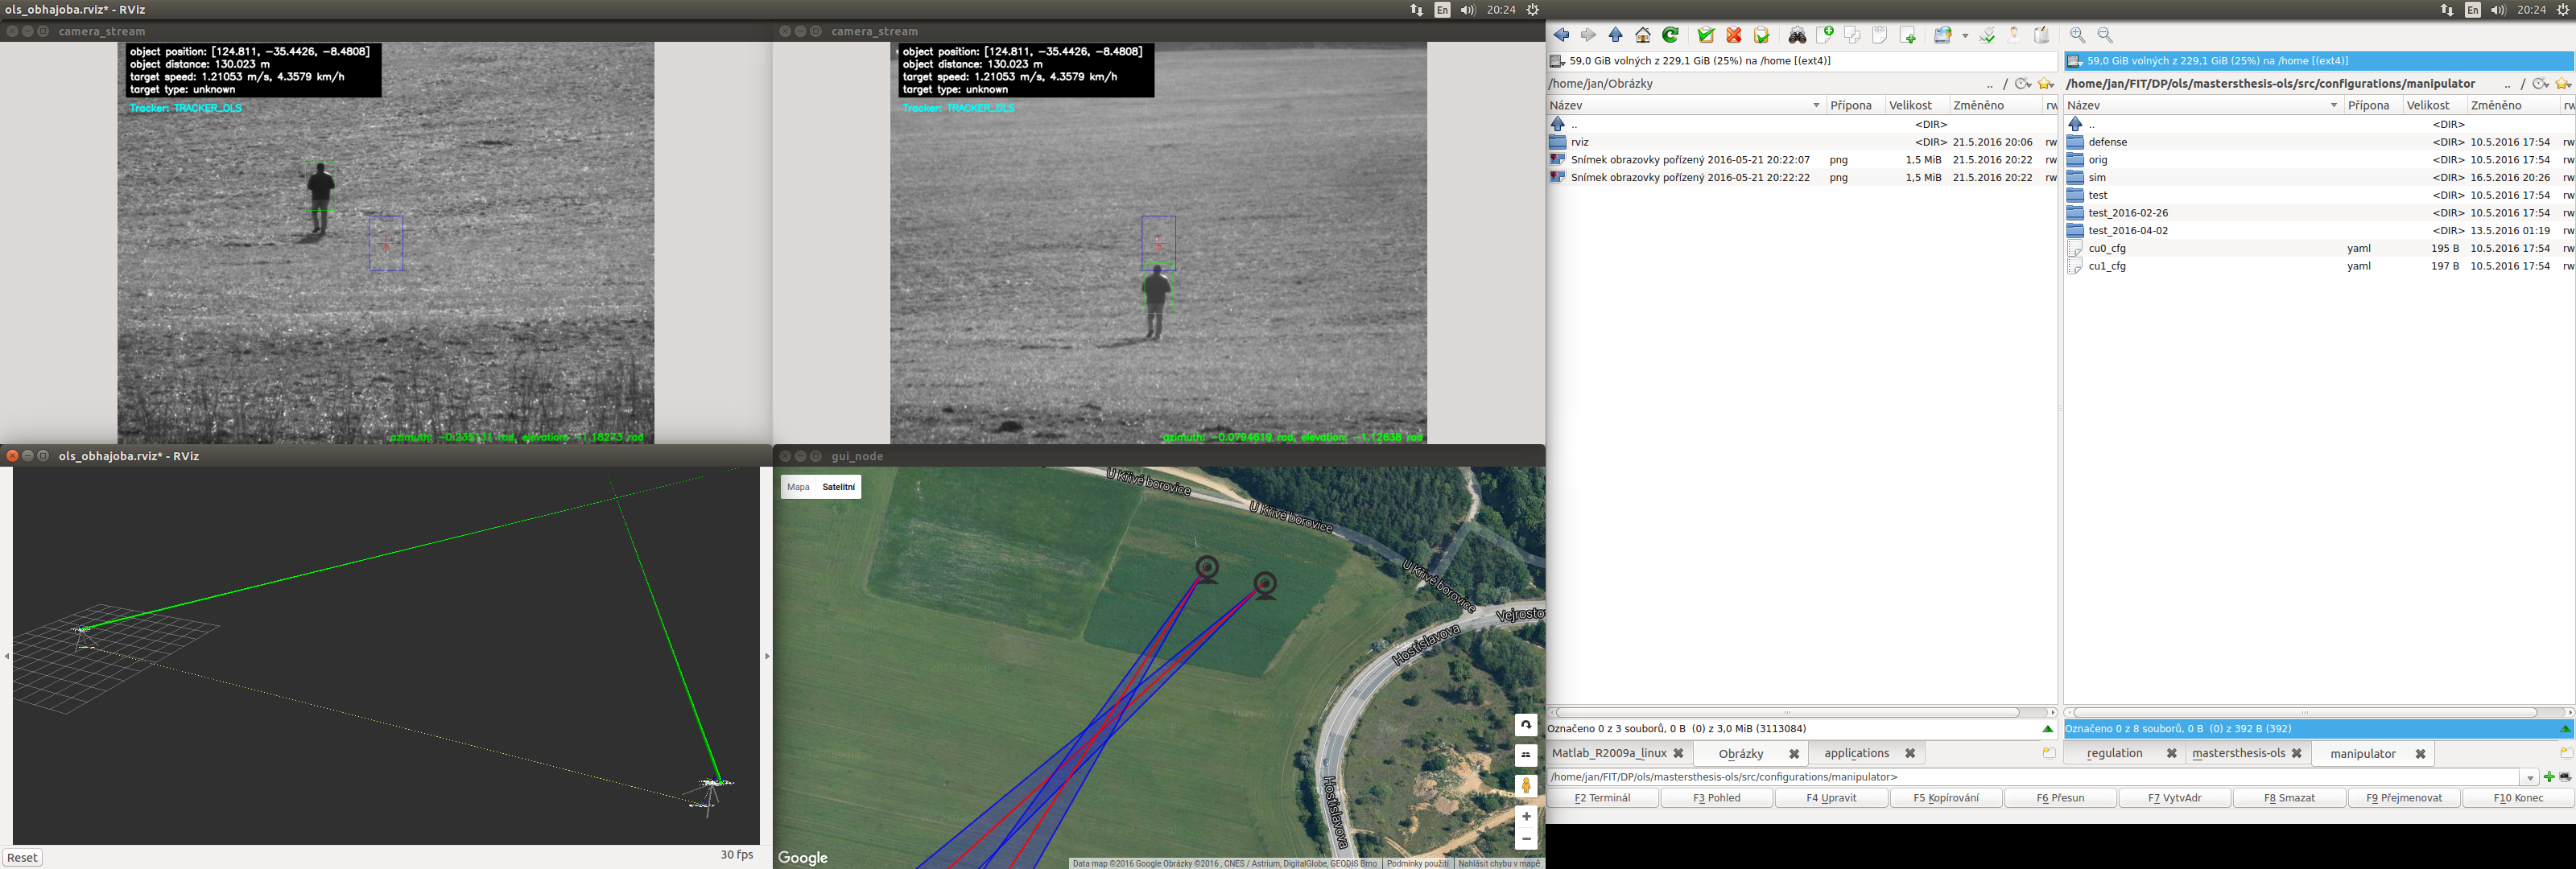 ols_obhajoba.rviz* - RViz
En 20:24
En 20:24
camera_stream
object position: [124.811, -35.4426, -8.4808]
object distance: 130.023 m
target speed: 1.21053 m/s, 4.3579 km/h
target type: unknown
Tracker: TRACKER_OLS
azimuth: -0.235131 rad, elevation: -1.18273 rad
camera_stream
object position: [124.811, -35.4426, -8.4808]
object distance: 130.023 m
target speed: 1.21053 m/s, 4.3579 km/h
target type: unknown
Tracker: TRACKER_OLS
azimuth: -0.0794619 rad, elevation: -1.12638 rad
ols_obhajoba.rviz* - RViz
Reset
30 fps
gui_node
Mapa Satelitní
U Křivé borovice
U Křivé borovice
U Křivé borovice
Vejrosto
Hostislavova
Hostislavova
Google
Data map ©2016 Google Obrázky ©2016 , CNES / Astrium, DigitalGlobe, GEODIS Brno
Podmínky použití
Nahlásit chybu v mapě
59,0 GiB volných z 229,1 GiB (25%) na /home [(ext4)]
/home/jan/Obrázky .. /
Název Přípona Velikost Změněno rw
.. <DIR>
rviz <DIR> 21.5.2016 20:06 rw
Snímek obrazovky pořízený 2016-05-21 20:22:07 png 1,5 MiB 21.5.2016 20:22 rw
Snímek obrazovky pořízený 2016-05-21 20:22:22 png 1,5 MiB 21.5.2016 20:22 rw
Označeno 0 z 3 souborů, 0 B (0) z 3,0 MiB (3113084)
Matlab_R2009a_linux Obrázky applications
59,0 GiB volných z 229,1 GiB (25%) na /home [(ext4)]
/home/jan/FIT/DP/ols/mastersthesis-ols/src/configurations/manipulator .. /
Název Přípona Velikost Změněno rw
.. <DIR>
defense <DIR> 10.5.2016 17:54 rw
orig <DIR> 10.5.2016 17:54 rw
sim <DIR> 16.5.2016 20:26 rw
test <DIR> 10.5.2016 17:54 rw
test_2016-02-26 <DIR> 10.5.2016 17:54 rw
test_2016-04-02 <DIR> 13.5.2016 01:19 rw
cu0_cfg yaml 195 B 10.5.2016 17:54 rw
cu1_cfg yaml 197 B 10.5.2016 17:54 rw
Označeno 0 z 8 souborů, 0 B (0) z 392 B (392)
regulation mastersthesis-ols manipulator
/home/jan/FIT/DP/ols/mastersthesis-ols/src/configurations/manipulator>
F2 Terminál F3 Pohled F4 Upravit F5 Kopírování F6 Přesun F7 VytvAdr F8 Smazat F9 Přejmenovat F10 Konec